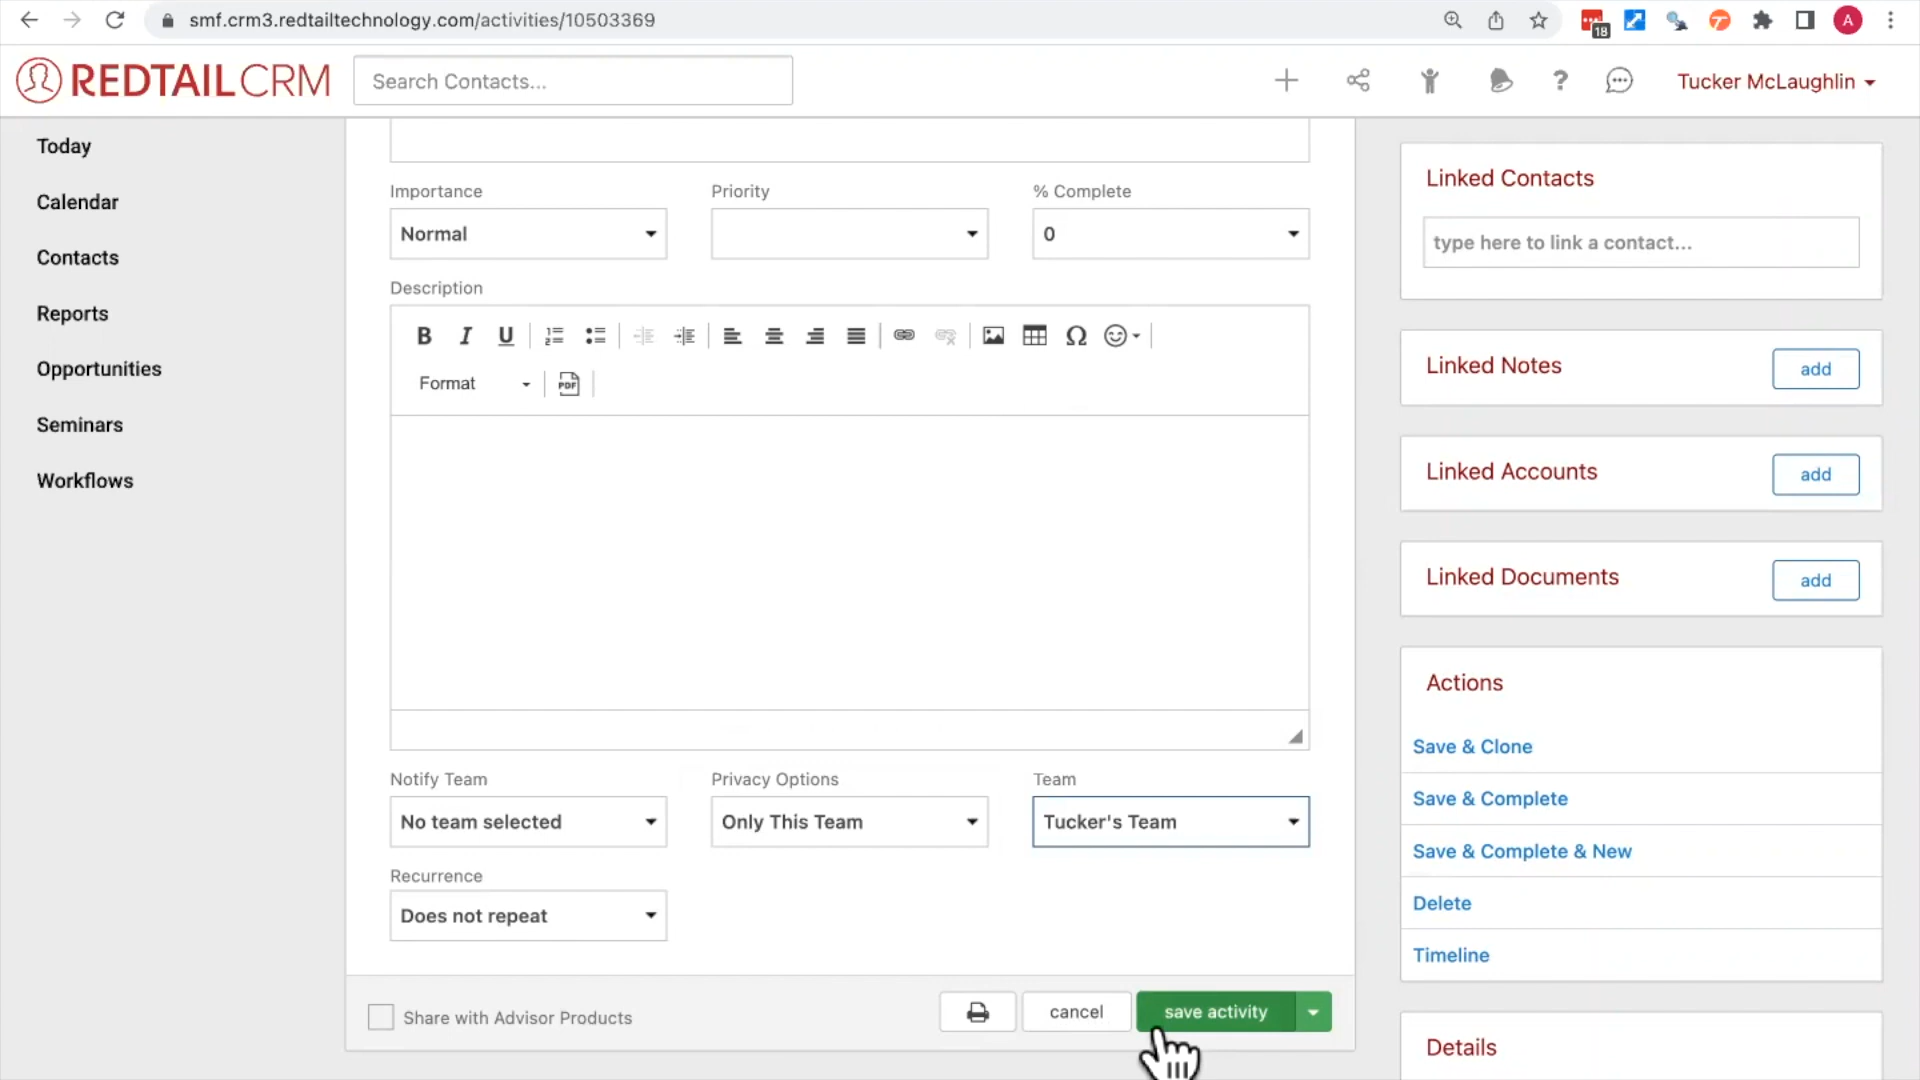 smf.crm3.redtailtechnology.com/activities/10503369
18
A
REDTAILCRM
Search Contacts...
?
Tucker McLaughlin
Today
Calendar
Contacts
Reports
Opportunities
Seminars
Workflows
Importance
Priority
% Complete
Normal
0
Description
B I U
Ω
Format
PDF
Notify Team
Privacy Options
Team
No team selected
Only This Team
Tucker's Team
Recurrence
Does not repeat
Share with Advisor Products
cancel
save activity
Linked Contacts
type here to link a contact...
Linked Notes
add
Linked Accounts
add
Linked Documents
add
Actions
Save & Clone
Save & Complete
Save & Complete & New
Delete
Timeline
Details